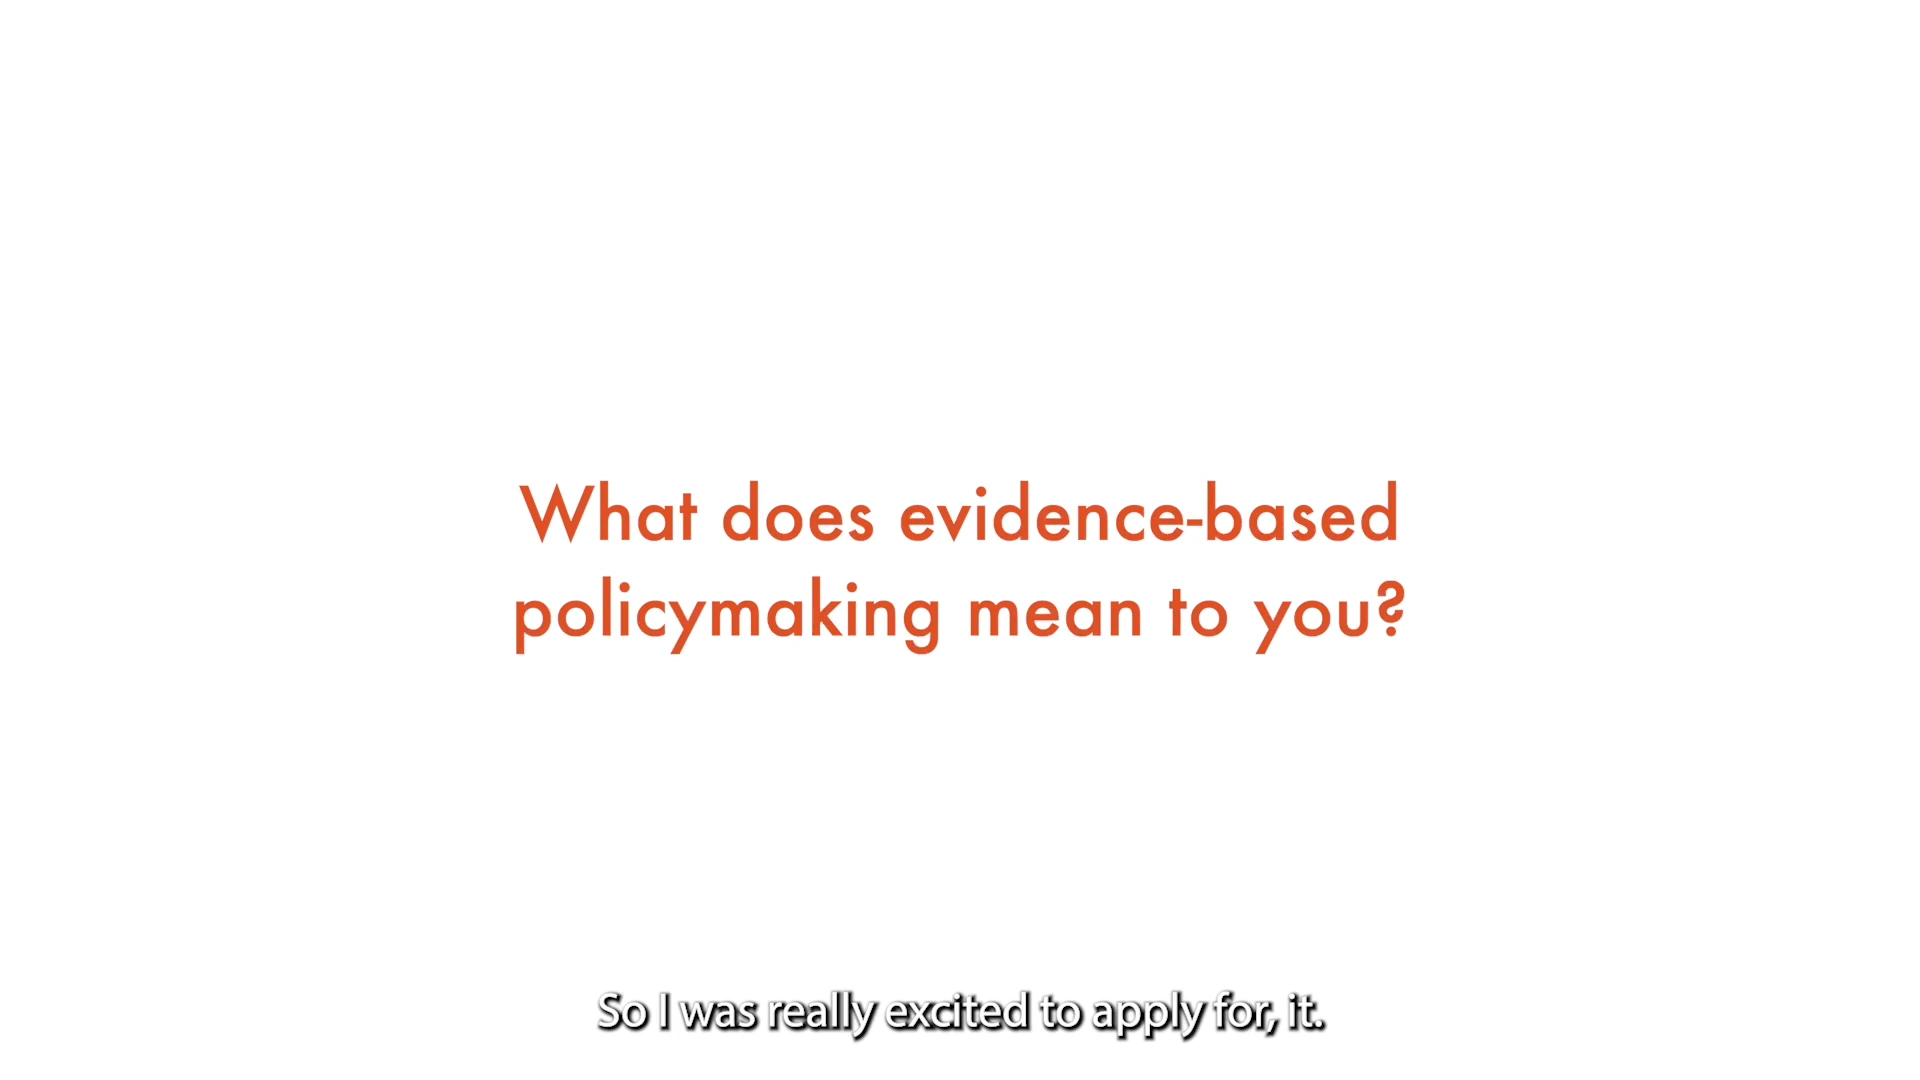 What does evidence-based
policymaking mean to you?
So I was really excited to apply for, it.